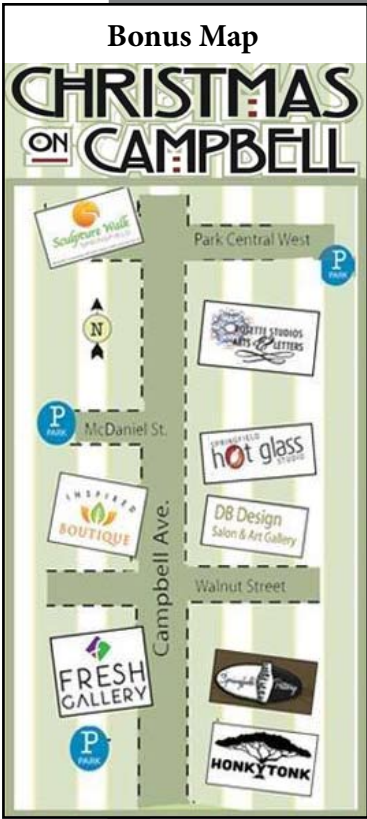 Bonus Map
CHRISTMAS
ON CAMPBELL
Sculpture Walk
SPRINGFIELD
Park Central West
P
PARK
N
ROSETTE STUDIOS
ARTS & LETTERS
P
PARK
McDaniel St.
SPRINGFIELD
hot glass
STUDIO
INSPIRED
BOUTIQUE
DB Design
Salon & Art Gallery
Campbell Ave.
Walnut Street
FRESH
GALLERY
Springfield
Pottery
P
PARK
HONKYTONK